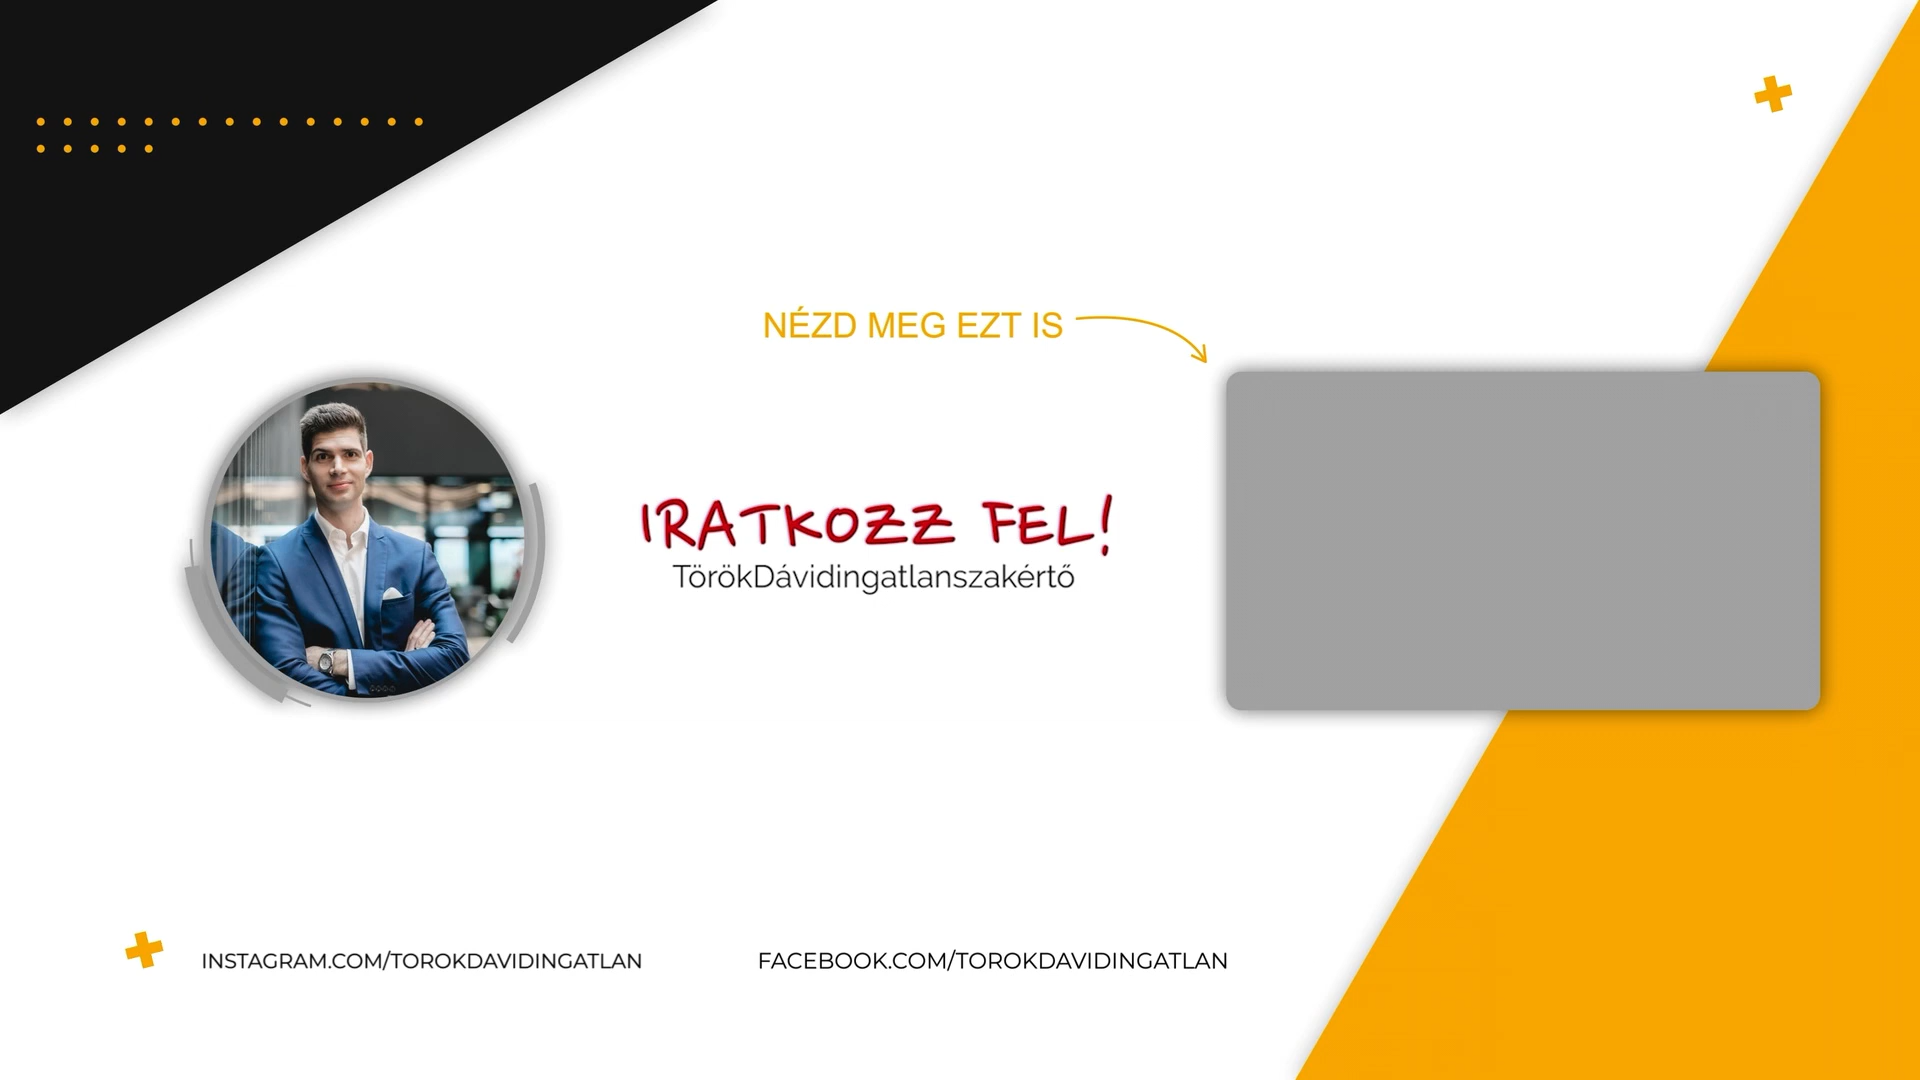 NÉZD MEG EZT IS
IRATKOZZ FEL!
TörökDávidingatlanszakértő
INSTAGRAM.COM/TOROKDAVIDINGATLAN
FACEBOOK.COM/TOROKDAVIDINGATLAN